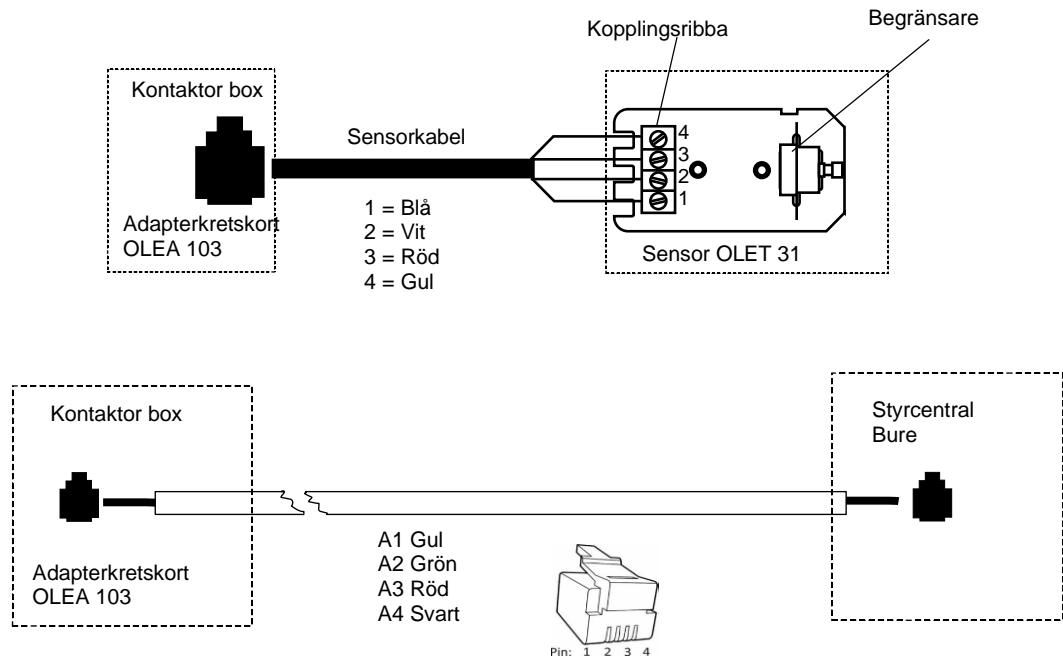 Begränsare
Kopplingsribba
Kontaktor box
Sensorkabel
4
3
2
1
Adapterkretskort
OLEA 103
1 = Blå
2 = Vit
3 = Röd
4 = Gul
Sensor OLET 31
Kontaktor box
Styrcentral
Bure
Adapterkretskort
OLEA 103
A1 Gul
A2 Grön
A3 Röd
A4 Svart
Pin: 1 2 3 4